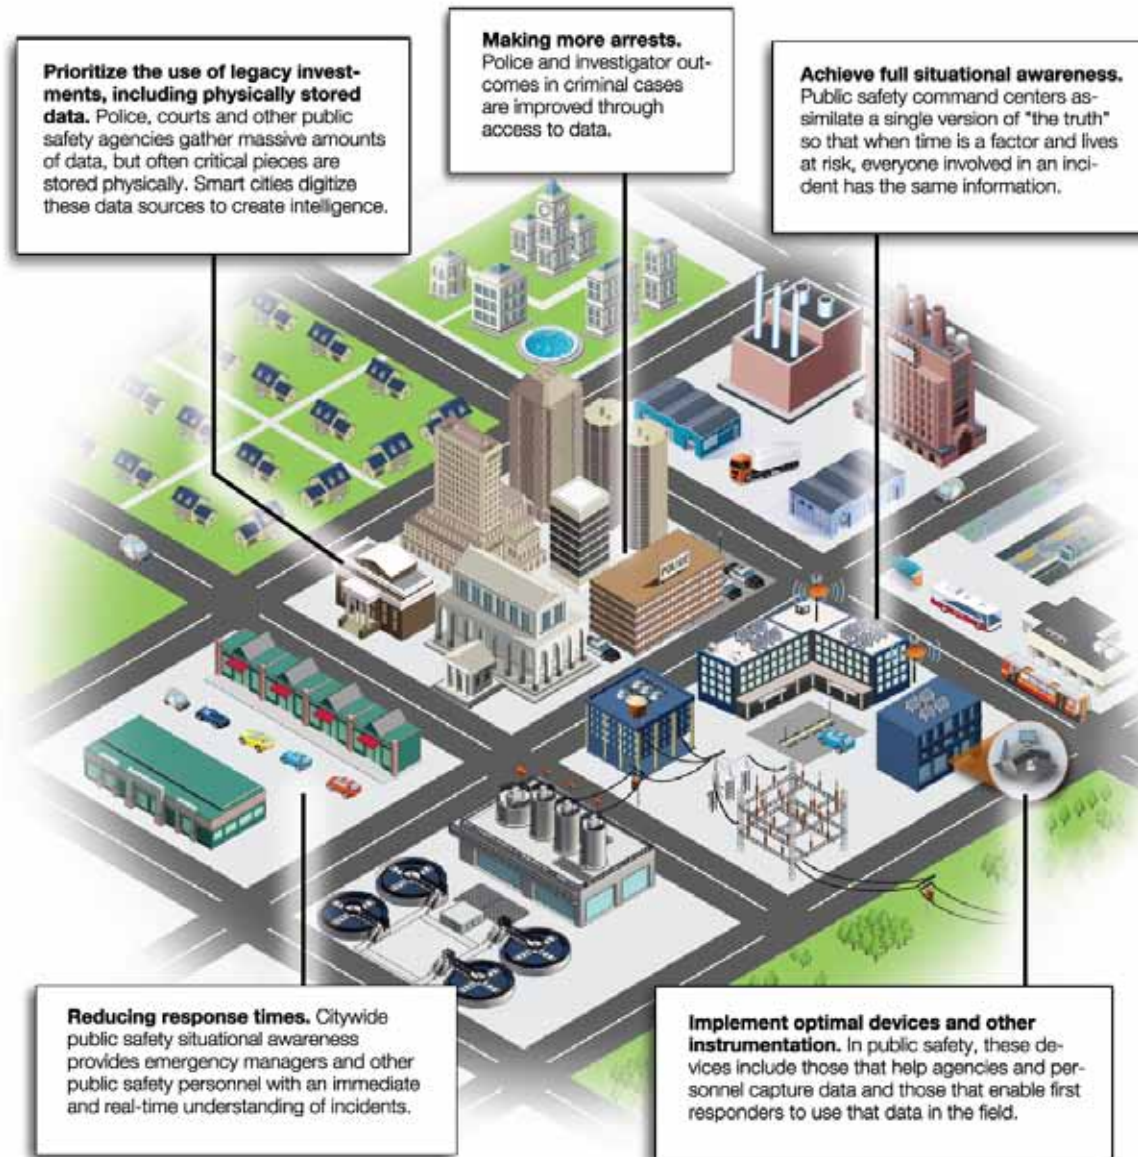 Prioritize the use of legacy invest-
ments, including physically stored
data. Police, courts and other public
safety agencies gather massive amounts
of data, but often critical pieces are
stored physically. Smart cities digitize
these data sources to create intelligence.
Making more arrests.
Police and investigator out-
comes in criminal cases
are improved through
access to data.
Achieve full situational awareness.
Public safety command centers as-
similate a single version of "the truth"
so that when time is a factor and lives
at risk, everyone involved in an inci-
dent has the same information.
POLICE
Reducing response times. Citywide
public safety situational awareness
provides emergency managers and other
public safety personnel with an immediate
and real-time understanding of incidents.
Implement optimal devices and other
instrumentation. In public safety, these de-
vices include those that help agencies and per-
sonnel capture data and those that enable first
responders to use that data in the field.